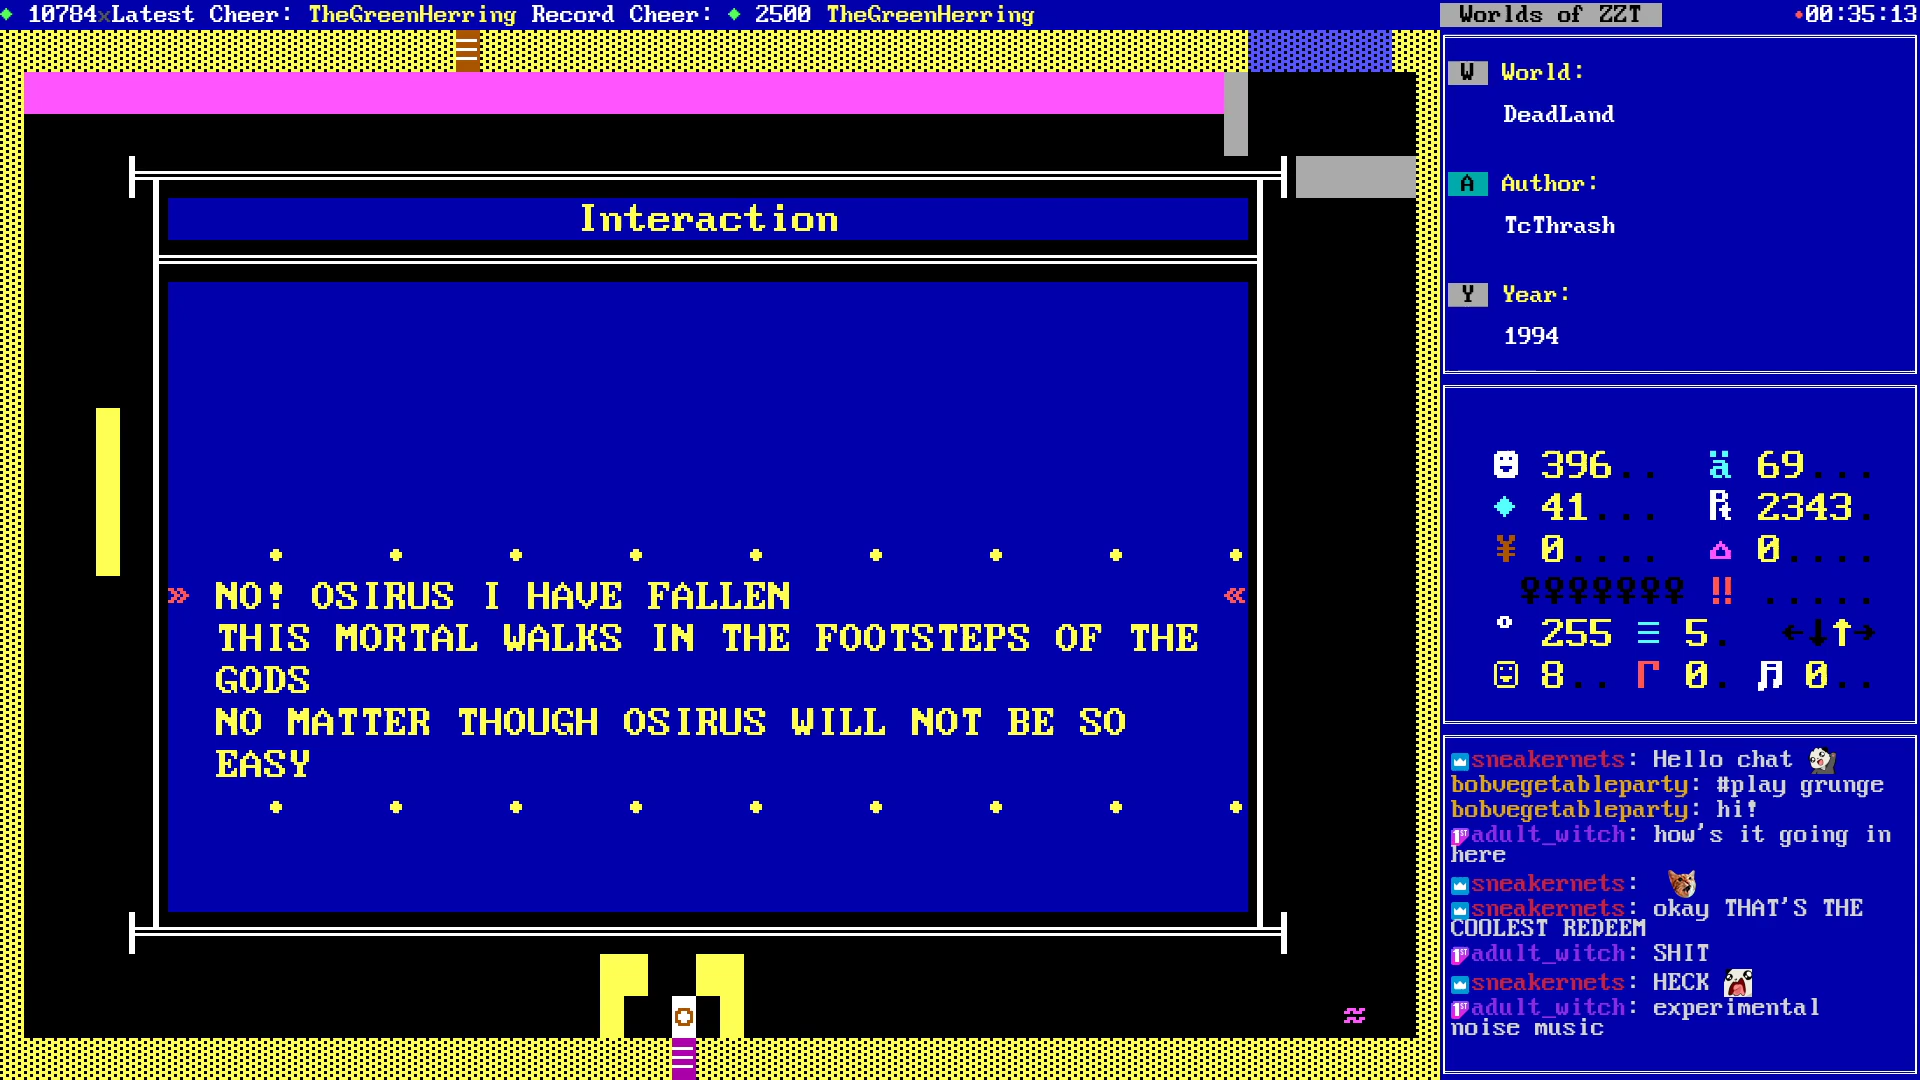 10784xLatest Cheer: TheGreenHerring Record Cheer: 2500 TheGreenHerring
Worlds of ZZT
00:35:13
W World:
DeadLand
A Author:
TcThrash
Y Year:
1994
Interaction
NO! OSIRUS I HAVE FALLEN
THIS MORTAL WALKS IN THE FOOTSTEPS OF THE
GODS
NO MATTER THOUGH OSIRUS WILL NOT BE SO
EASY
396 ä 69
41 ℞ 2343
¥ 0 0
‼
255 ≡ 5 ←↓↑→
8 Γ 0 ♬ 0
sneakernets: Hello chat
bobvegetableparty: #play grunge
bobvegetableparty: hi!
1ST adult_witch: how's it going in
here
sneakernets:
sneakernets: okay THAT'S THE
COOLEST REDEEM
1ST adult_witch: SHIT
sneakernets: HECK
1ST adult_witch: experimental
noise music